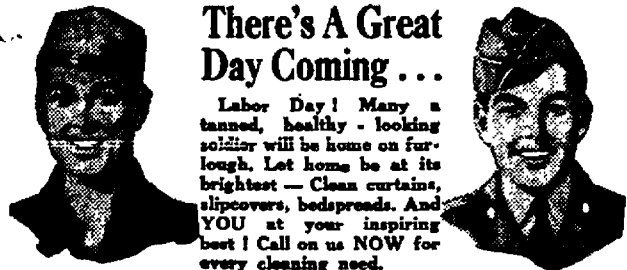 There's A Great
Day Coming ...
Labor Day! Many a
tanned, healthy - looking
soldier will be home on fur-
lough. Let home be at its
brightest — Clean curtains,
slipcovers, bedspreads. And
YOU at your inspiring
best! Call on us NOW for
every cleaning need.